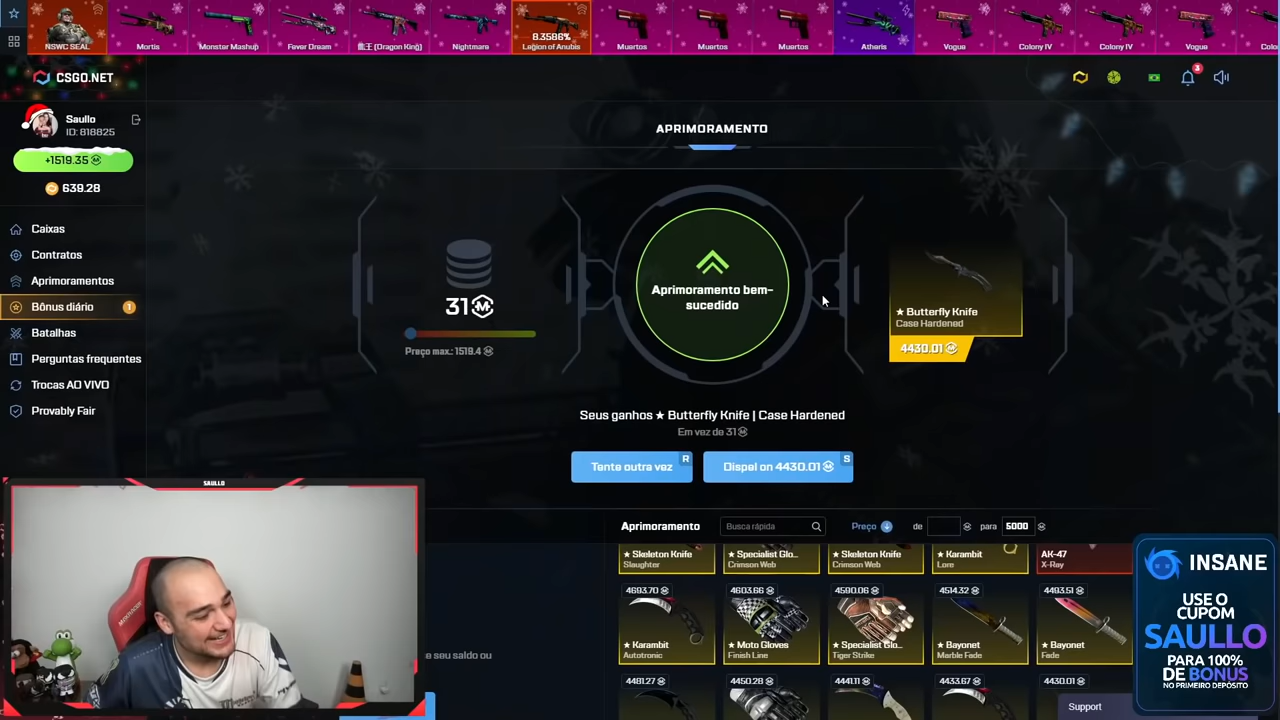 NSWC SEAL
Mortis
Monster Mashup
Fever Dream
龍王 (Dragon King)
Nightmare
8.3586%
Legion of Anubis
Muertos
Muertos
Muertos
Atheris
Vogue
Colony IV
Colony IV
Vogue
Colo
CSGO.NET
3
Saullo
ID: 818825
+1519.35
639.28
APRIMORAMENTO
Caixas
Contratos
Aprimoramentos
Bônus diário
1
Batalhas
Perguntas frequentes
Trocas AO VIVO
Provably Fair
31
Preço max.: 1519.4
Aprimoramento bem-
sucedido
★ Butterfly Knife
Case Hardened
4430.01
Seus ganhos ★ Butterfly Knife | Case Hardened
Em vez de 31
Tente outra vez
R
Dispel on 4430.01
S
SAULLO
Aprimoramento
Busca rápida
Preço
de
para
5000
★ Skeleton Knife
Slaughter
★ Specialist Glo...
Crimson Web
★ Skeleton Knife
Crimson Web
★ Karambit
Lore
AK-47
X-Ray
4693.70
★ Karambit
Autotronic
4603.66
★ Moto Gloves
Finish Line
4590.06
★ Specialist Glo...
Tiger Strike
4514.32
★ Bayonet
Marble Fade
4493.51
★ Bayonet
Fade
4481.27
4450.28
4441.11
4433.67
4430.01
e seu saldo ou
INSANE
USE O
CUPOM
SAULLO
PARA 100%
DE BONUS
NO PRIMEIRO DEPÓSITO
Support